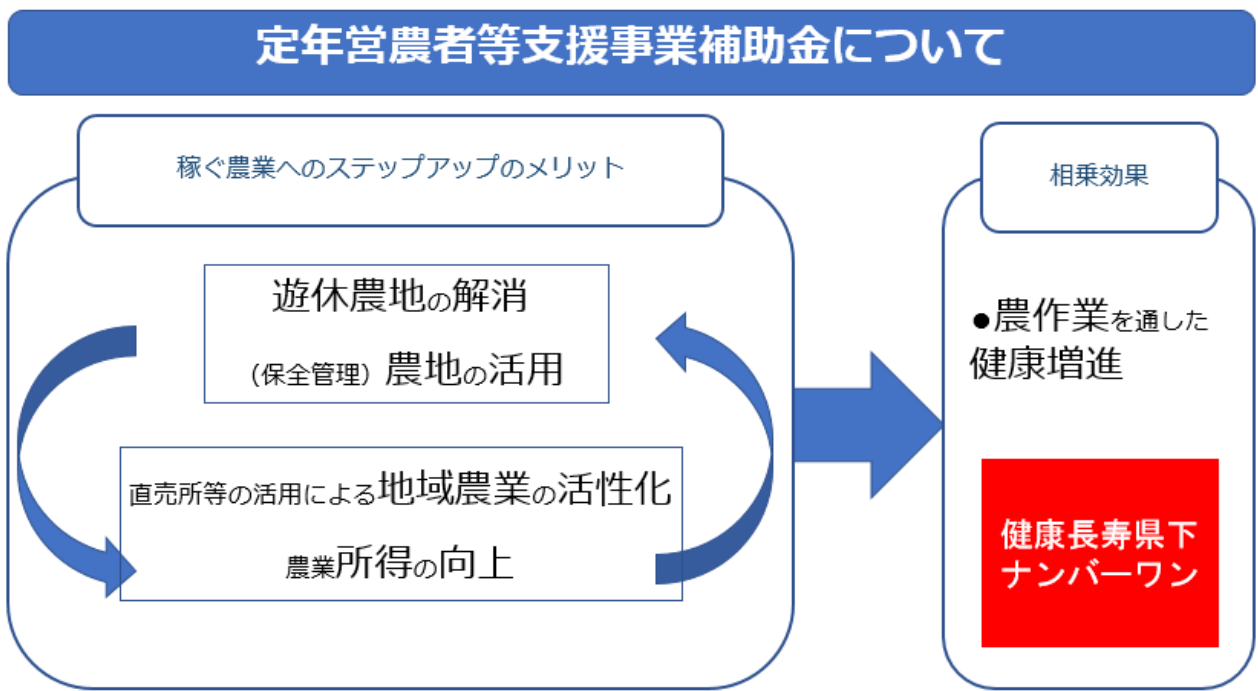 定年営農者等支援事業補助金について
稼ぐ農業へのステップアップのメリット
遊休農地の解消
(保全管理）農地の活用
直売所等の活用による地域農業の活性化
農業所得の向上
相乗効果
●農作業を通した
健康増進
健康長寿県下
ナンバーワン